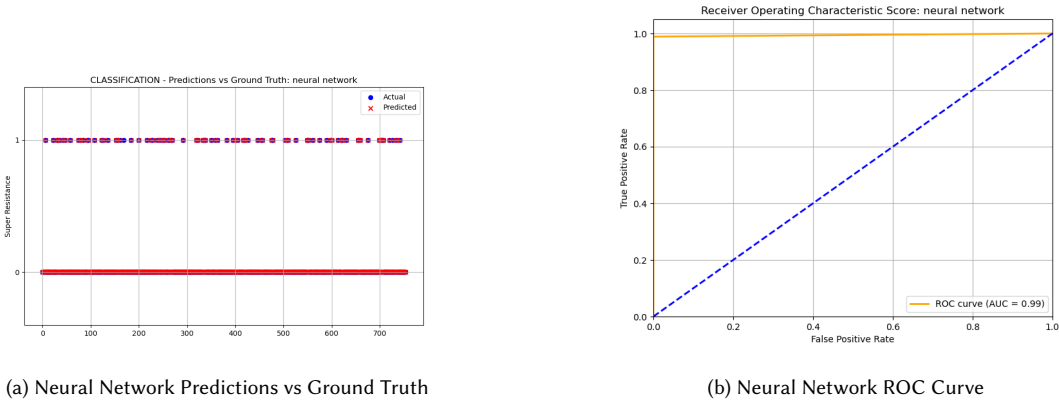 CLASSIFICATION - Predictions vs Ground Truth: neural network
Actual
Predicted
1
Super Resistance
0
0 100 200 300 400 500 600 700
(a) Neural Network Predictions vs Ground Truth
Receiver Operating Characteristic Score: neural network
1.0
0.8
0.6
True Positive Rate
0.4
0.2
0.0
ROC curve (AUC = 0.99)
0.0 0.2 0.4 0.6 0.8 1.0
False Positive Rate
(b) Neural Network ROC Curve